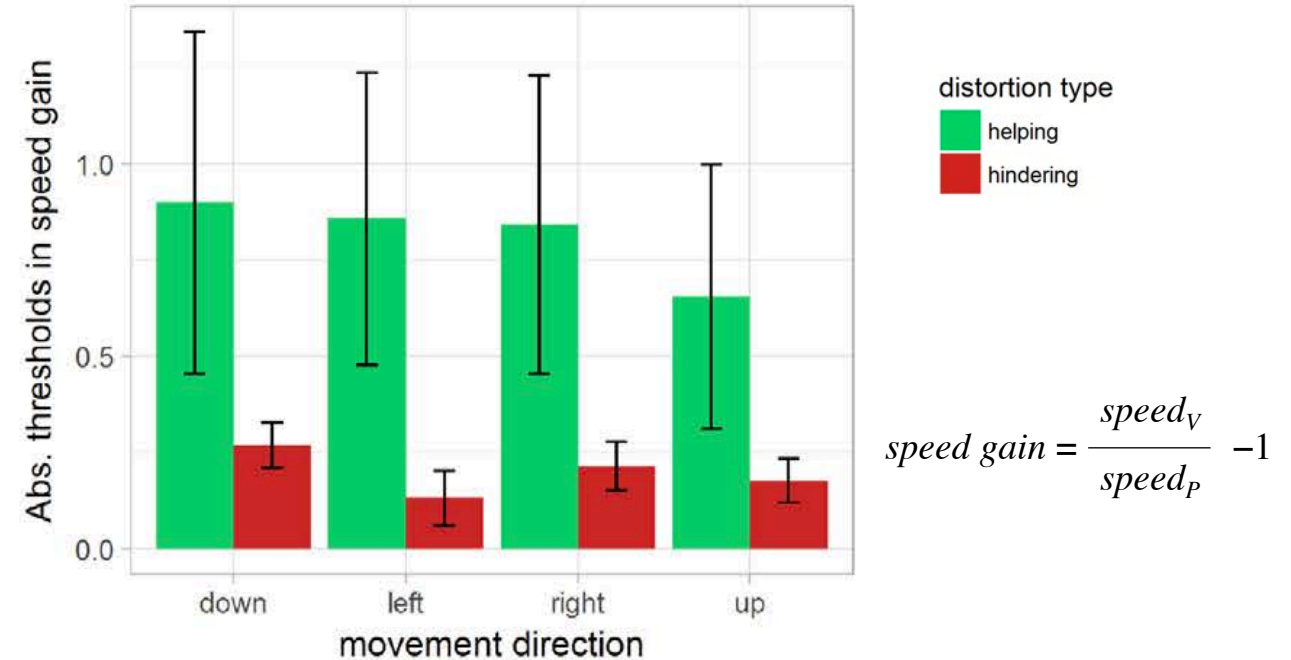 Abs. thresholds in speed gain
1.0
0.5
0.0
down left right up
movement direction
distortion type
helping
hindering
speed gain = speed_V / speed_P −1